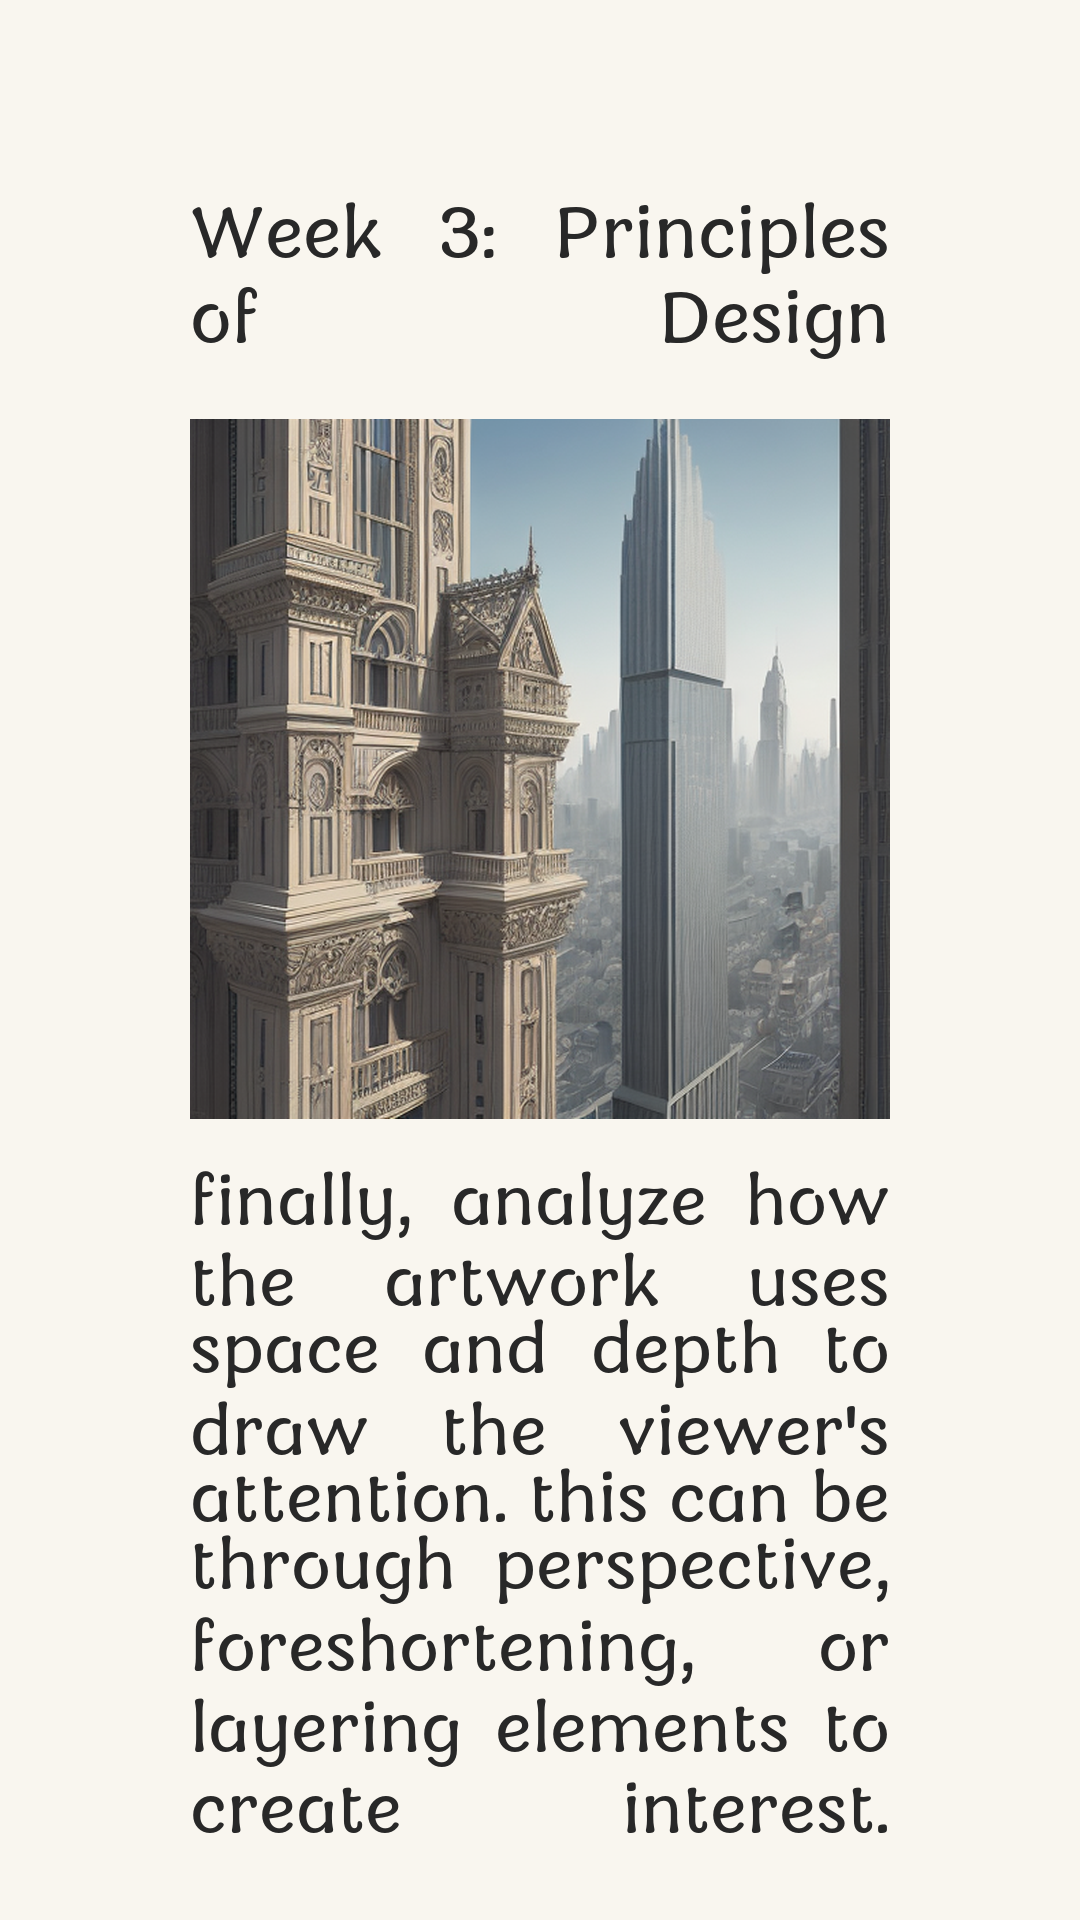 Week 3: Principles
of Design
finally, analyze how
the artwork uses
space and depth to
draw the viewer's
attention. this can be
through perspective,
foreshortening, or
layering elements to
create interest.